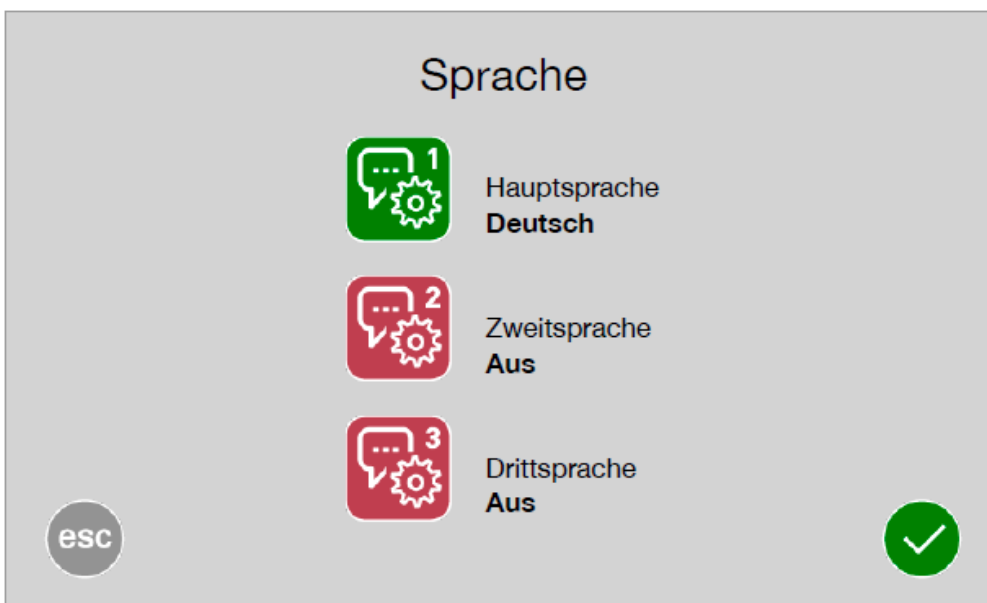 Sprache
1
Hauptsprache
Deutsch
2
Zweitsprache
Aus
3
Drittsprache
Aus
esc